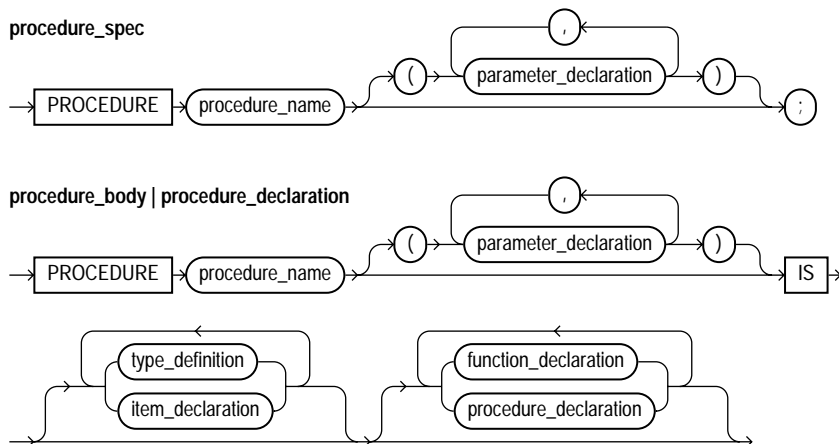 procedure_spec
,
( parameter_declaration )
PROCEDURE procedure_name ;
procedure_body | procedure_declaration
,
( parameter_declaration )
PROCEDURE procedure_name IS
type_definition function_declaration
item_declaration procedure_declaration